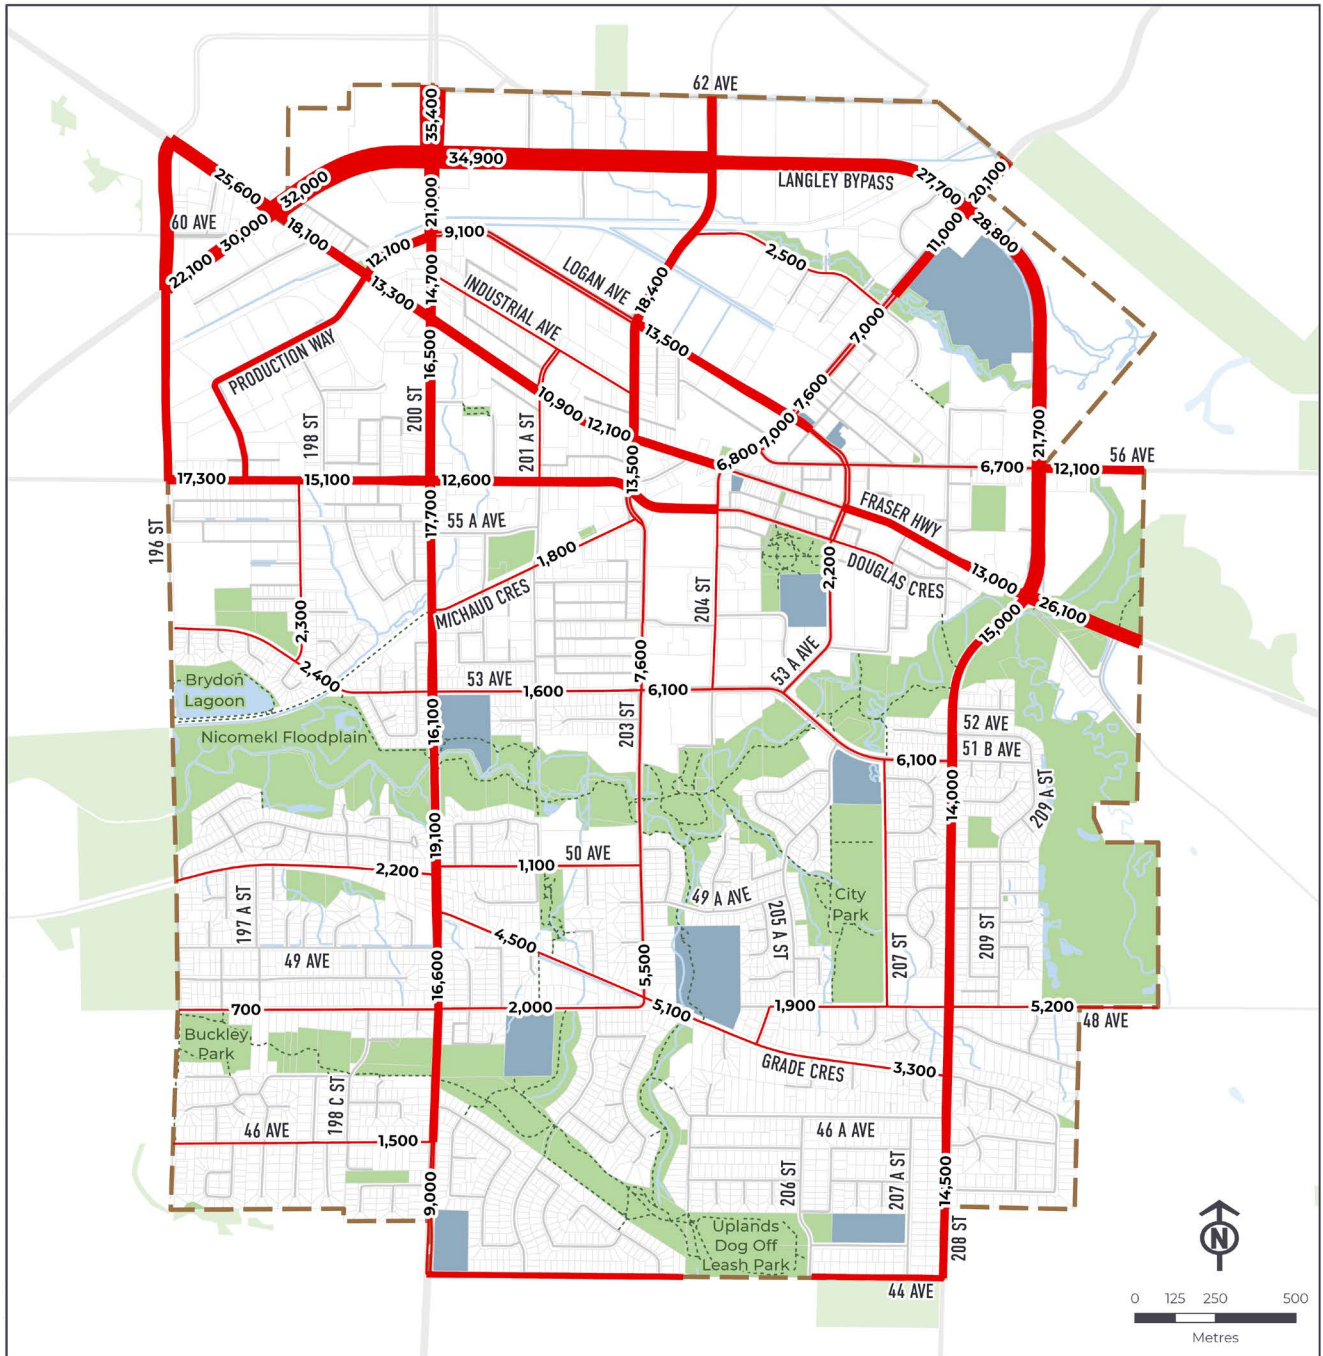 62 AVE
35,400
34,900
LANGLEY BYPASS
27,700
20,100
25,600
32,000
60 AVE
30,000
18,100
21,000
9,100
11,000
28,800
22,100
12,100
13,300
14,700
INDUSTRIAL AVE
LOGAN AVE
18,400
2,500
13,500
7,000
PRODUCTION WAY
16,500
200 ST
198 ST
10,900
12,100
201 A ST
7,600
7,000
6,800
21,700
6,700
12,100
56 AVE
17,300
15,100
12,600
13,500
17,700
55 A AVE
FRASER HWY
196 ST
1,800
MICHAUD CRES
2,200
DOUGLAS CRES
13,000
26,100
204 ST
2,300
15,000
2,400
53 AVE
1,600
7,600
6,100
53 A AVE
Brydon
Lagoon
Nicomekl Floodplain
16,100
203 ST
52 AVE
51 B AVE
6,100
14,000
209 A ST
19,100
2,200
1,100
50 AVE
197 A ST
49 A AVE
205 A ST
City
Park
207 ST
209 ST
4,500
49 AVE
16,600
5,500
700
2,000
5,100
1,900
5,200
48 AVE
Buckley
Park
GRADE CRES
3,300
198 C ST
46 AVE
1,500
46 A AVE
9,000
206 ST
207 A ST
14,500
208 ST
Uplands
Dog Off
Leash Park
44 AVE
N
0 125 250 500
Metres